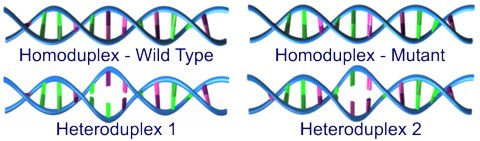 Homoduplex - Wild Type
Homoduplex - Mutant
Heteroduplex 1
Heteroduplex 2